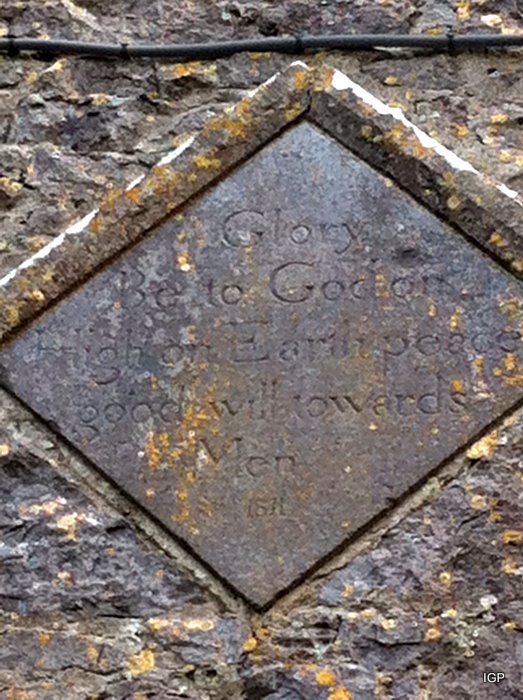 Glory
Be to God on
High on Earth peace
good will towards
Men
1811
IGP